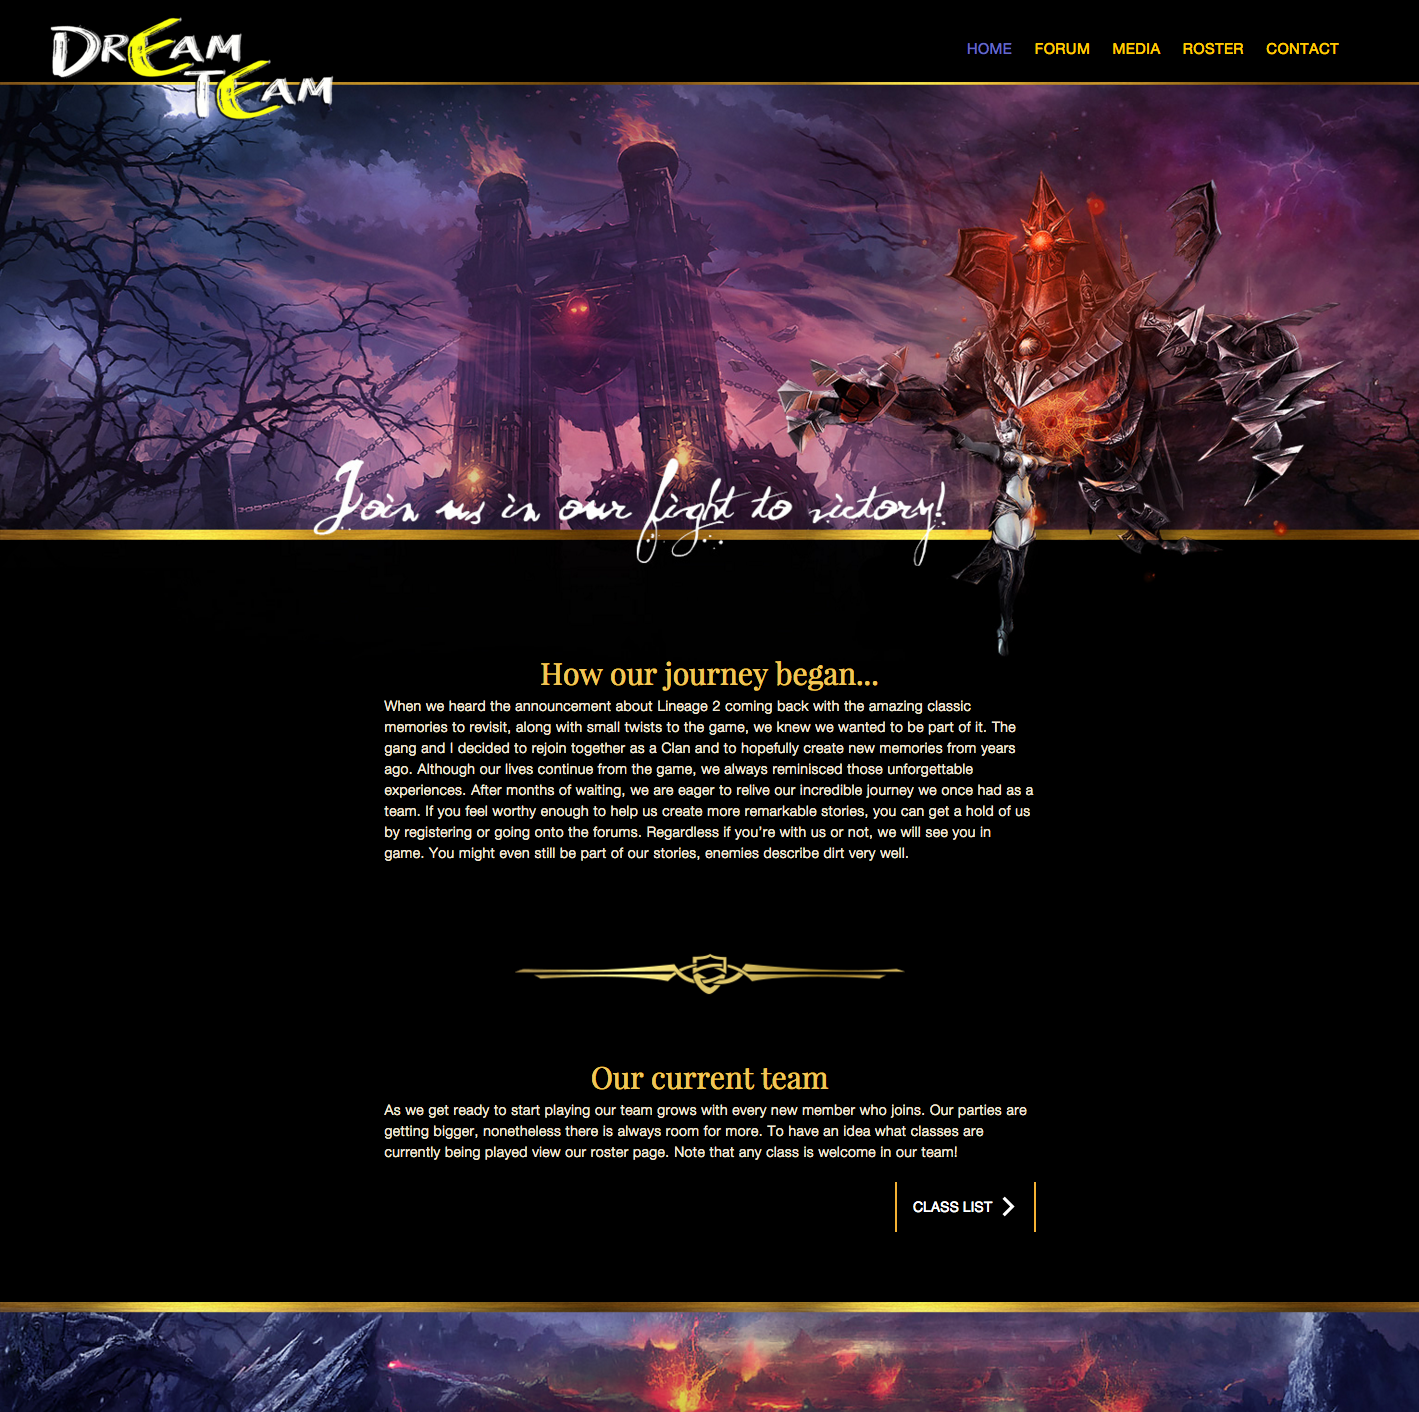 DREAM
TEAM
HOME FORUM MEDIA ROSTER CONTACT
Join us in our fight to victory!
How our journey began...
When we heard the announcement about Lineage 2 coming back with the amazing classic
memories to revisit, along with small twists to the game, we knew we wanted to be part of it. The
gang and I decided to rejoin together as a Clan and to hopefully create new memories from years
ago. Although our lives continue from the game, we always reminisced those unforgettable
experiences. After months of waiting, we are eager to relive our incredible journey we once had as a
team. If you feel worthy enough to help us create more remarkable stories, you can get a hold of us
by registering or going onto the forums. Regardless if you’re with us or not, we will see you in
game. You might even still be part of our stories, enemies describe dirt very well.
Our current team
As we get ready to start playing our team grows with every new member who joins. Our parties are
getting bigger, nonetheless there is always room for more. To have an idea what classes are
currently being played view our roster page. Note that any class is welcome in our team!
CLASS LIST